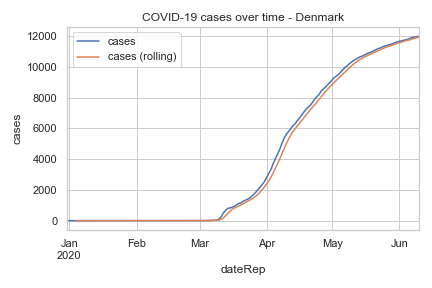 COVID-19 cases over time - Denmark
cases
cases (rolling)
12000
10000
8000
6000
4000
2000
0
cases
Jan Feb Mar Apr May Jun
2020
dateRep